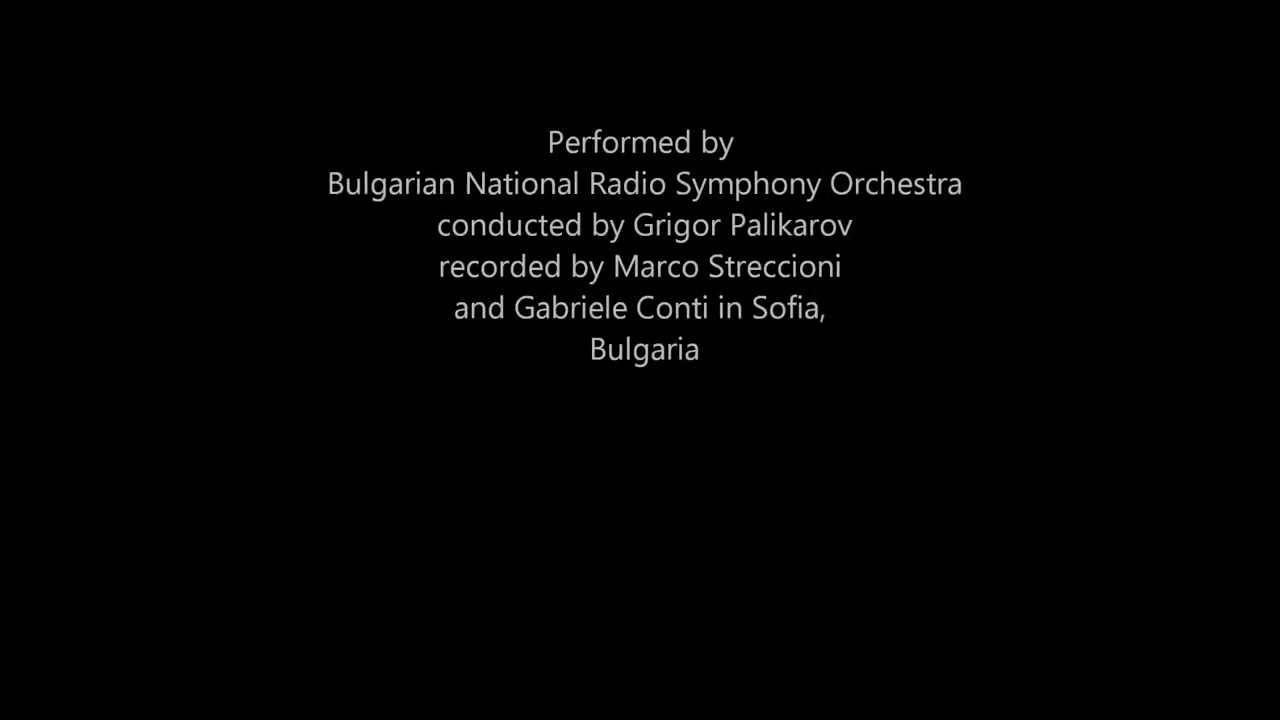 Performed by
Bulgarian National Radio Symphony Orchestra
conducted by Grigor Palikarov
recorded by Marco Streccioni
and Gabriele Conti in Sofia,
Bulgaria